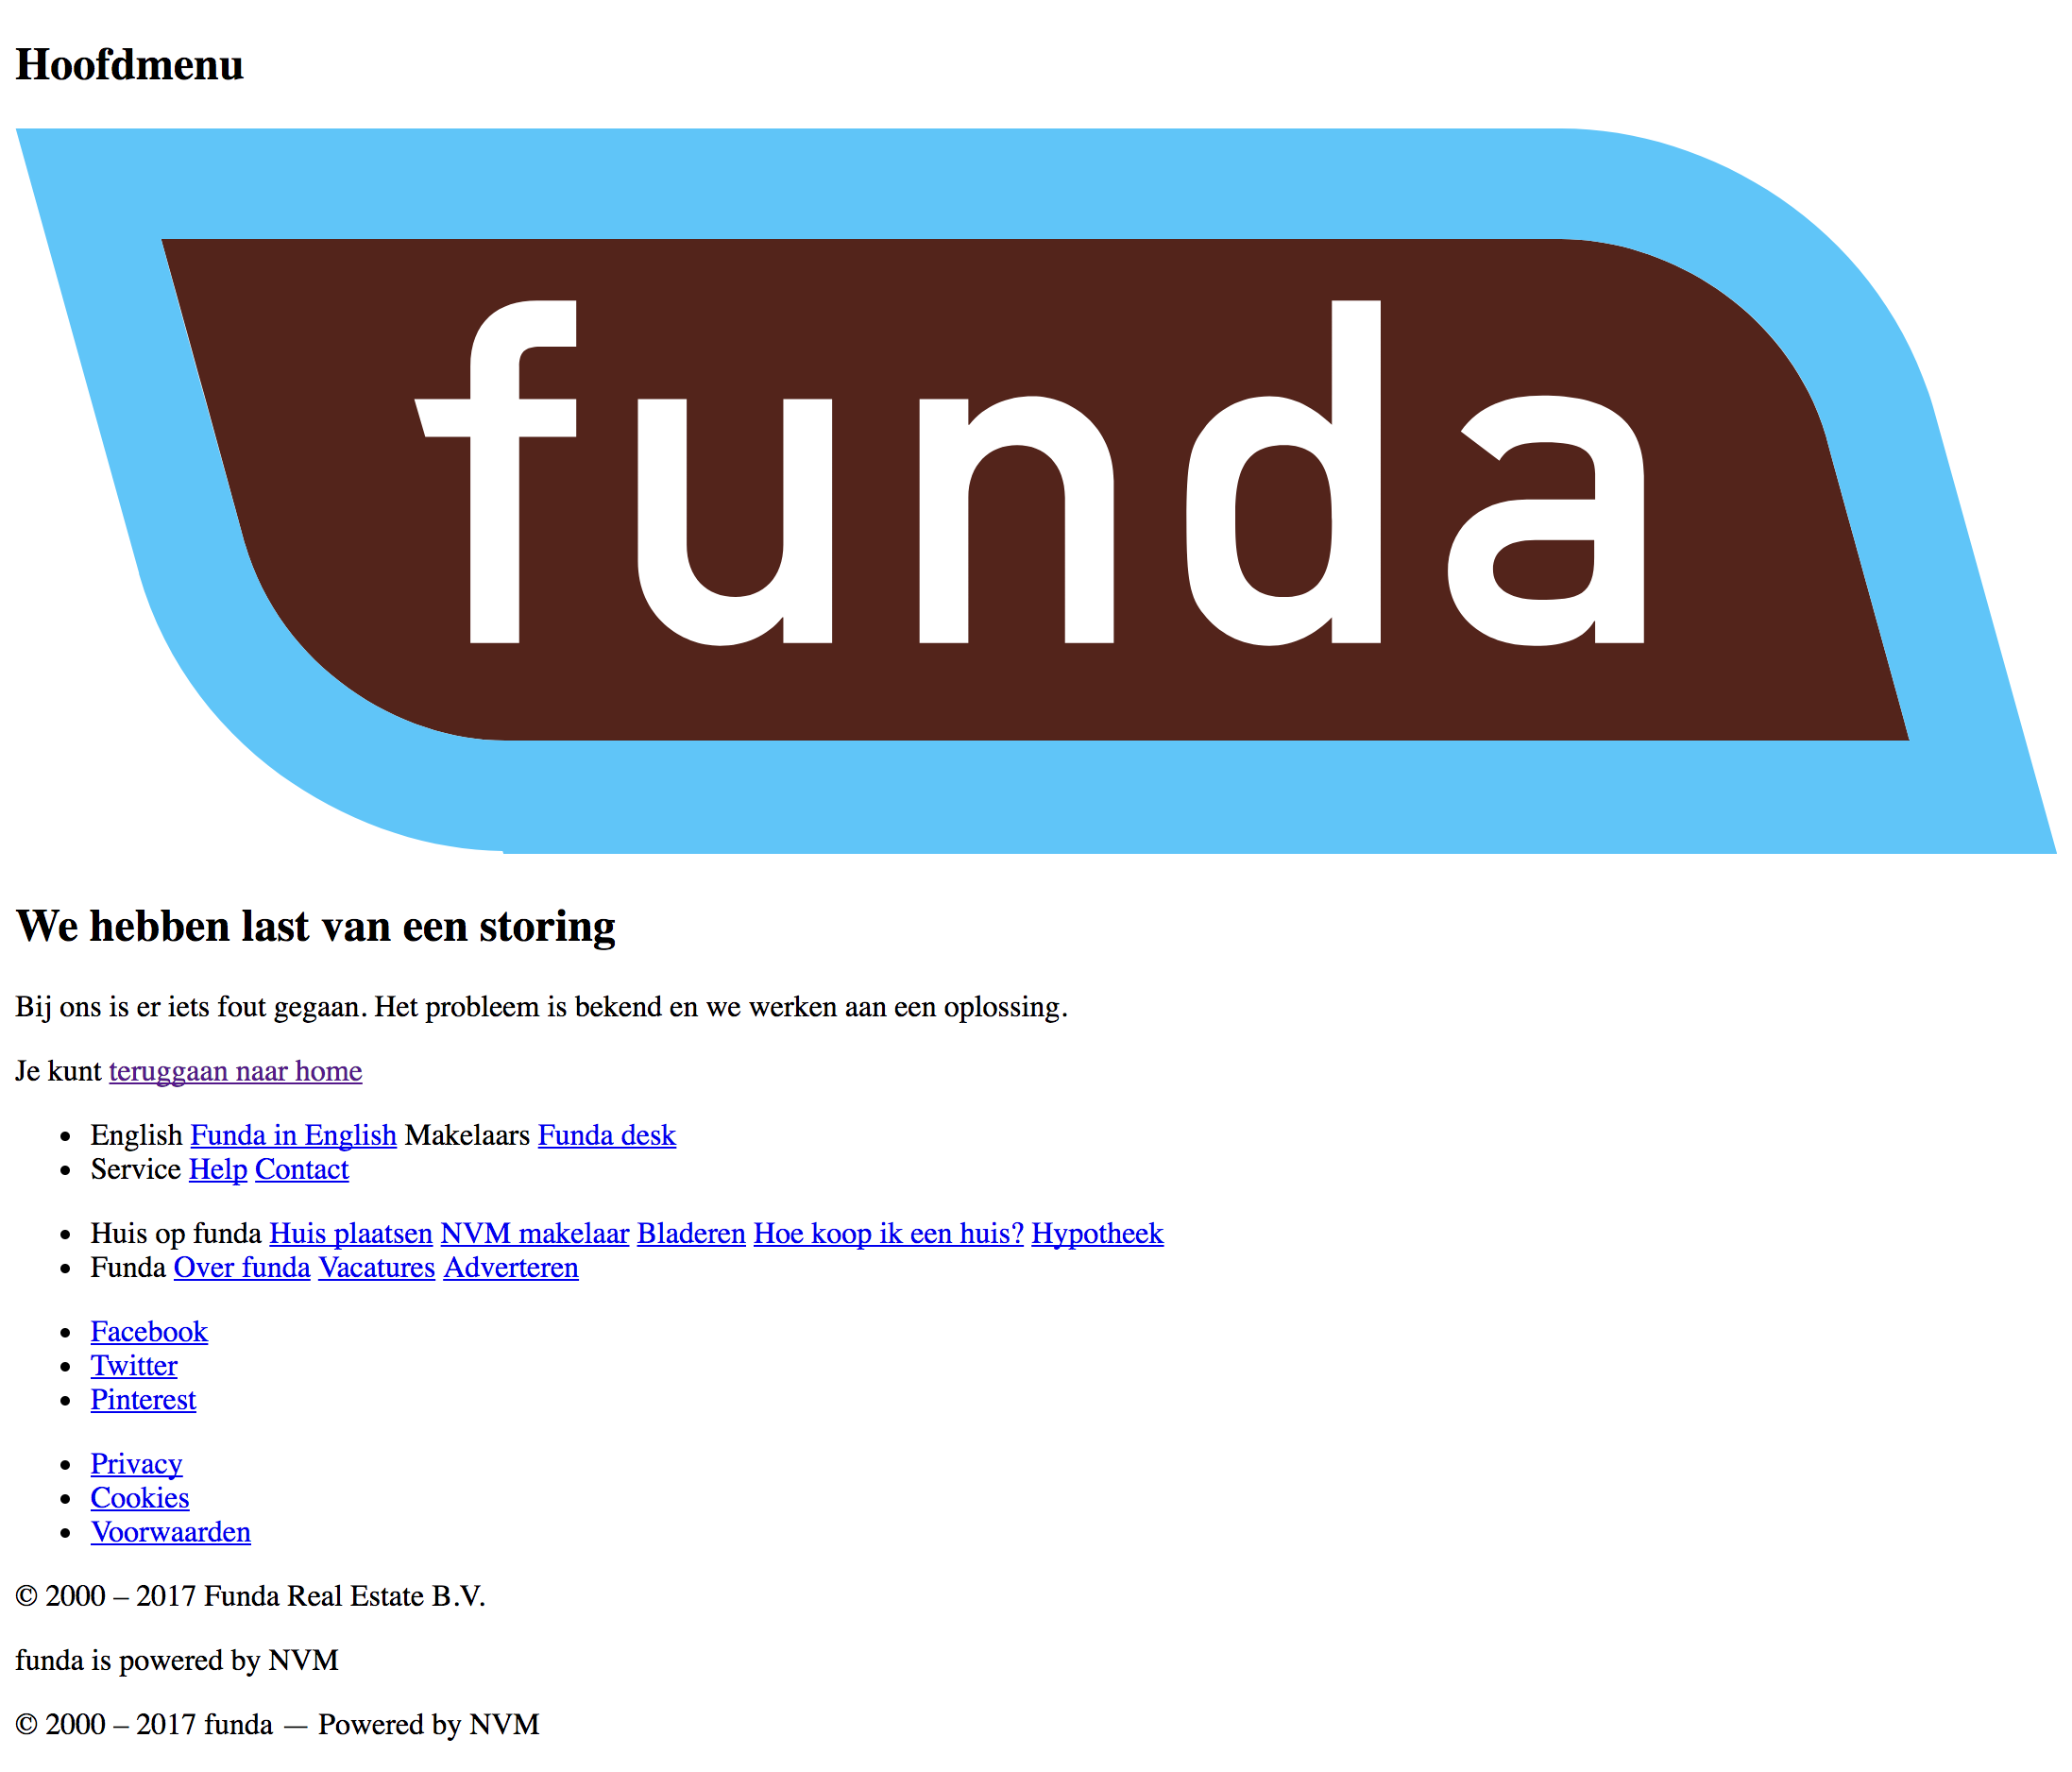 Hoofdmenu
funda
We hebben last van een storing
Bij ons is er iets fout gegaan. Het probleem is bekend en we werken aan een oplossing.
Je kunt teruggaan naar home
English Funda in English Makelaars Funda desk
Service Help Contact
Huis op funda Huis plaatsen NVM makelaar Bladeren Hoe koop ik een huis? Hypotheek
Funda Over funda Vacatures Adverteren
Facebook
Twitter
Pinterest
Privacy
Cookies
Voorwaarden
© 2000 – 2017 Funda Real Estate B.V.
funda is powered by NVM
© 2000 – 2017 funda — Powered by NVM